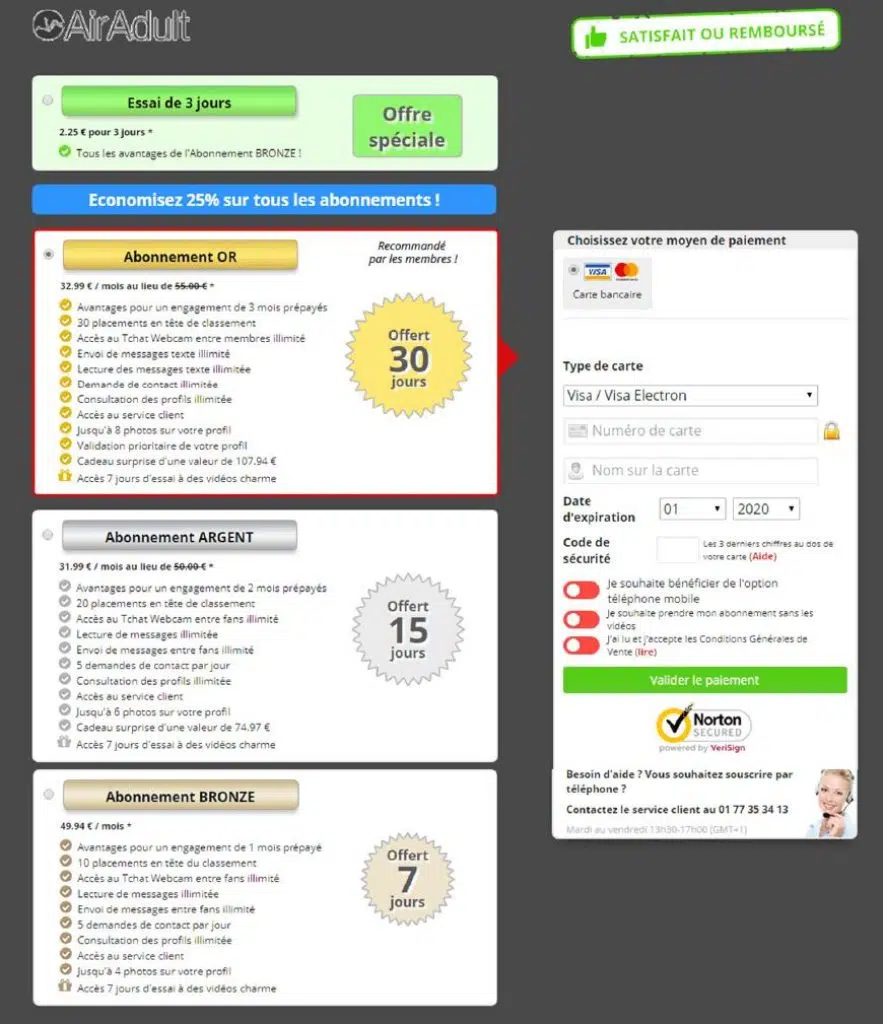 AirAdult
SATISFAIT OU REMBOURSÉ
Essai de 3 jours
2.25 € pour 3 jours *
Tous les avantages de l'Abonnement BRONZE !
Offre
spéciale
Economisez 25% sur tous les abonnements !
Abonnement OR
Recommandé
par les membres !
32.99 € / mois au lieu de 55.00 € *
Avantages pour un engagement de 3 mois prépayés
30 placements en tête de classement
Accès au Tchat Webcam entre membres illimité
Envoi de messages texte illimité
Lecture des messages texte illimitée
Demande de contact illimitée
Consultation des profils illimitée
Accès au service client
Jusqu'à 8 photos sur votre profil
Validation prioritaire de votre profil
Cadeau surprise d'une valeur de 107.94 €
Accès 7 jours d'essai à des vidéos charme
Offert
30
jours
Abonnement ARGENT
31.99 € / mois au lieu de 50.00 € *
Avantages pour un engagement de 2 mois prépayés
20 placements en tête de classement
Accès au Tchat Webcam entre fans illimité
Lecture de messages illimitée
Envoi de messages entre fans illimité
5 demandes de contact par jour
Consultation des profils illimitée
Accès au service client
Jusqu'à 6 photos sur votre profil
Cadeau surprise d'une valeur de 74.97 €
Accès 7 jours d'essai à des vidéos charme
Offert
15
jours
Abonnement BRONZE
49.94 € / mois *
Avantages pour un engagement de 1 mois prépayé
10 placements en tête du classement
Accès au Tchat Webcam entre fans illimité
Lecture de messages illimitée
Envoi de messages entre fans illimité
5 demandes de contact par jour
Consultation des profils illimitée
Accès au service client
Jusqu'à 4 photos sur votre profil
Accès 7 jours d'essai à des vidéos charme
Offert
7
jours
Choisissez votre moyen de paiement
VISA MasterCard
Carte bancaire
Type de carte
Visa / Visa Electron
Numéro de carte
Nom sur la carte
Date
d'expiration
01
2020
Code de
sécurité
Les 3 derniers chiffres au dos de
votre carte (Aide)
Je souhaite bénéficier de l'option
téléphone mobile
Je souhaite prendre mon abonnement sans les
vidéos
J'ai lu et j'accepte les Conditions Générales de
Vente (lire)
Valider le paiement
Norton
SECURED
powered by VeriSign
Besoin d'aide ? Vous souhaitez souscrire par
téléphone ?
Contactez le service client au 01 77 35 34 13
Mardi au vendredi 13h30-17h00 (GMT+1)